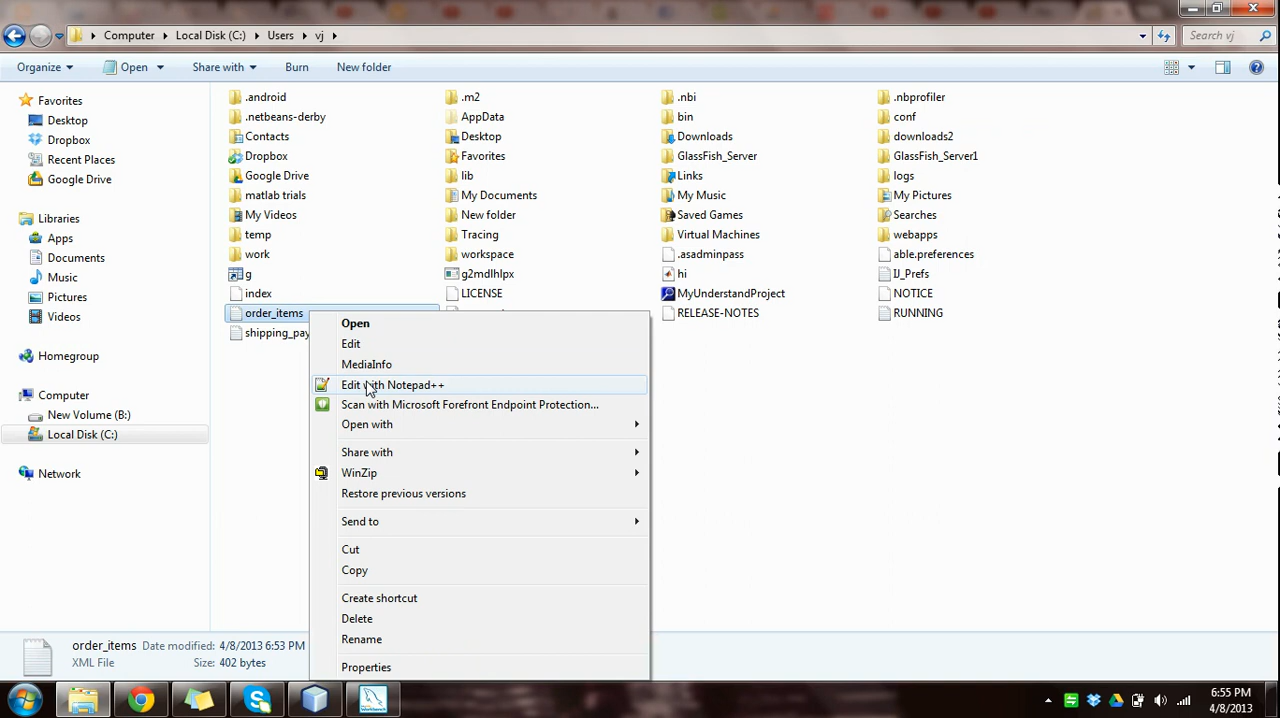 Computer Local Disk (C:) Users vj
Search vj
Organize Open Share with Burn New folder
Favorites
Desktop
Dropbox
Recent Places
Google Drive
Libraries
Apps
Documents
Music
Pictures
Videos
Homegroup
Computer
New Volume (B:)
Local Disk (C:)
Network
.android .m2 .nbi .nbprofiler
.netbeans-derby AppData bin conf
Contacts Desktop Downloads downloads2
Dropbox Favorites GlassFish_Server GlassFish_Server1
Google Drive lib Links logs
matlab trials My Documents My Music My Pictures
My Videos New folder Saved Games Searches
temp Tracing Virtual Machines webapps
work workspace .asadminpass able.preferences
g g2mdlhlpx hi IJ_Prefs
index LICENSE MyUnderstandProject NOTICE
order_items RELEASE-NOTES RUNNING
shipping_pay
Open
Edit
MediaInfo
Edit with Notepad++
Scan with Microsoft Forefront Endpoint Protection...
Open with
Share with
WinZip
Restore previous versions
Send to
Cut
Copy
Create shortcut
Delete
Rename
Properties
order_items Date modified: 4/8/2013 6:53 PM
XML File Size: 402 bytes
6:55 PM
4/8/2013